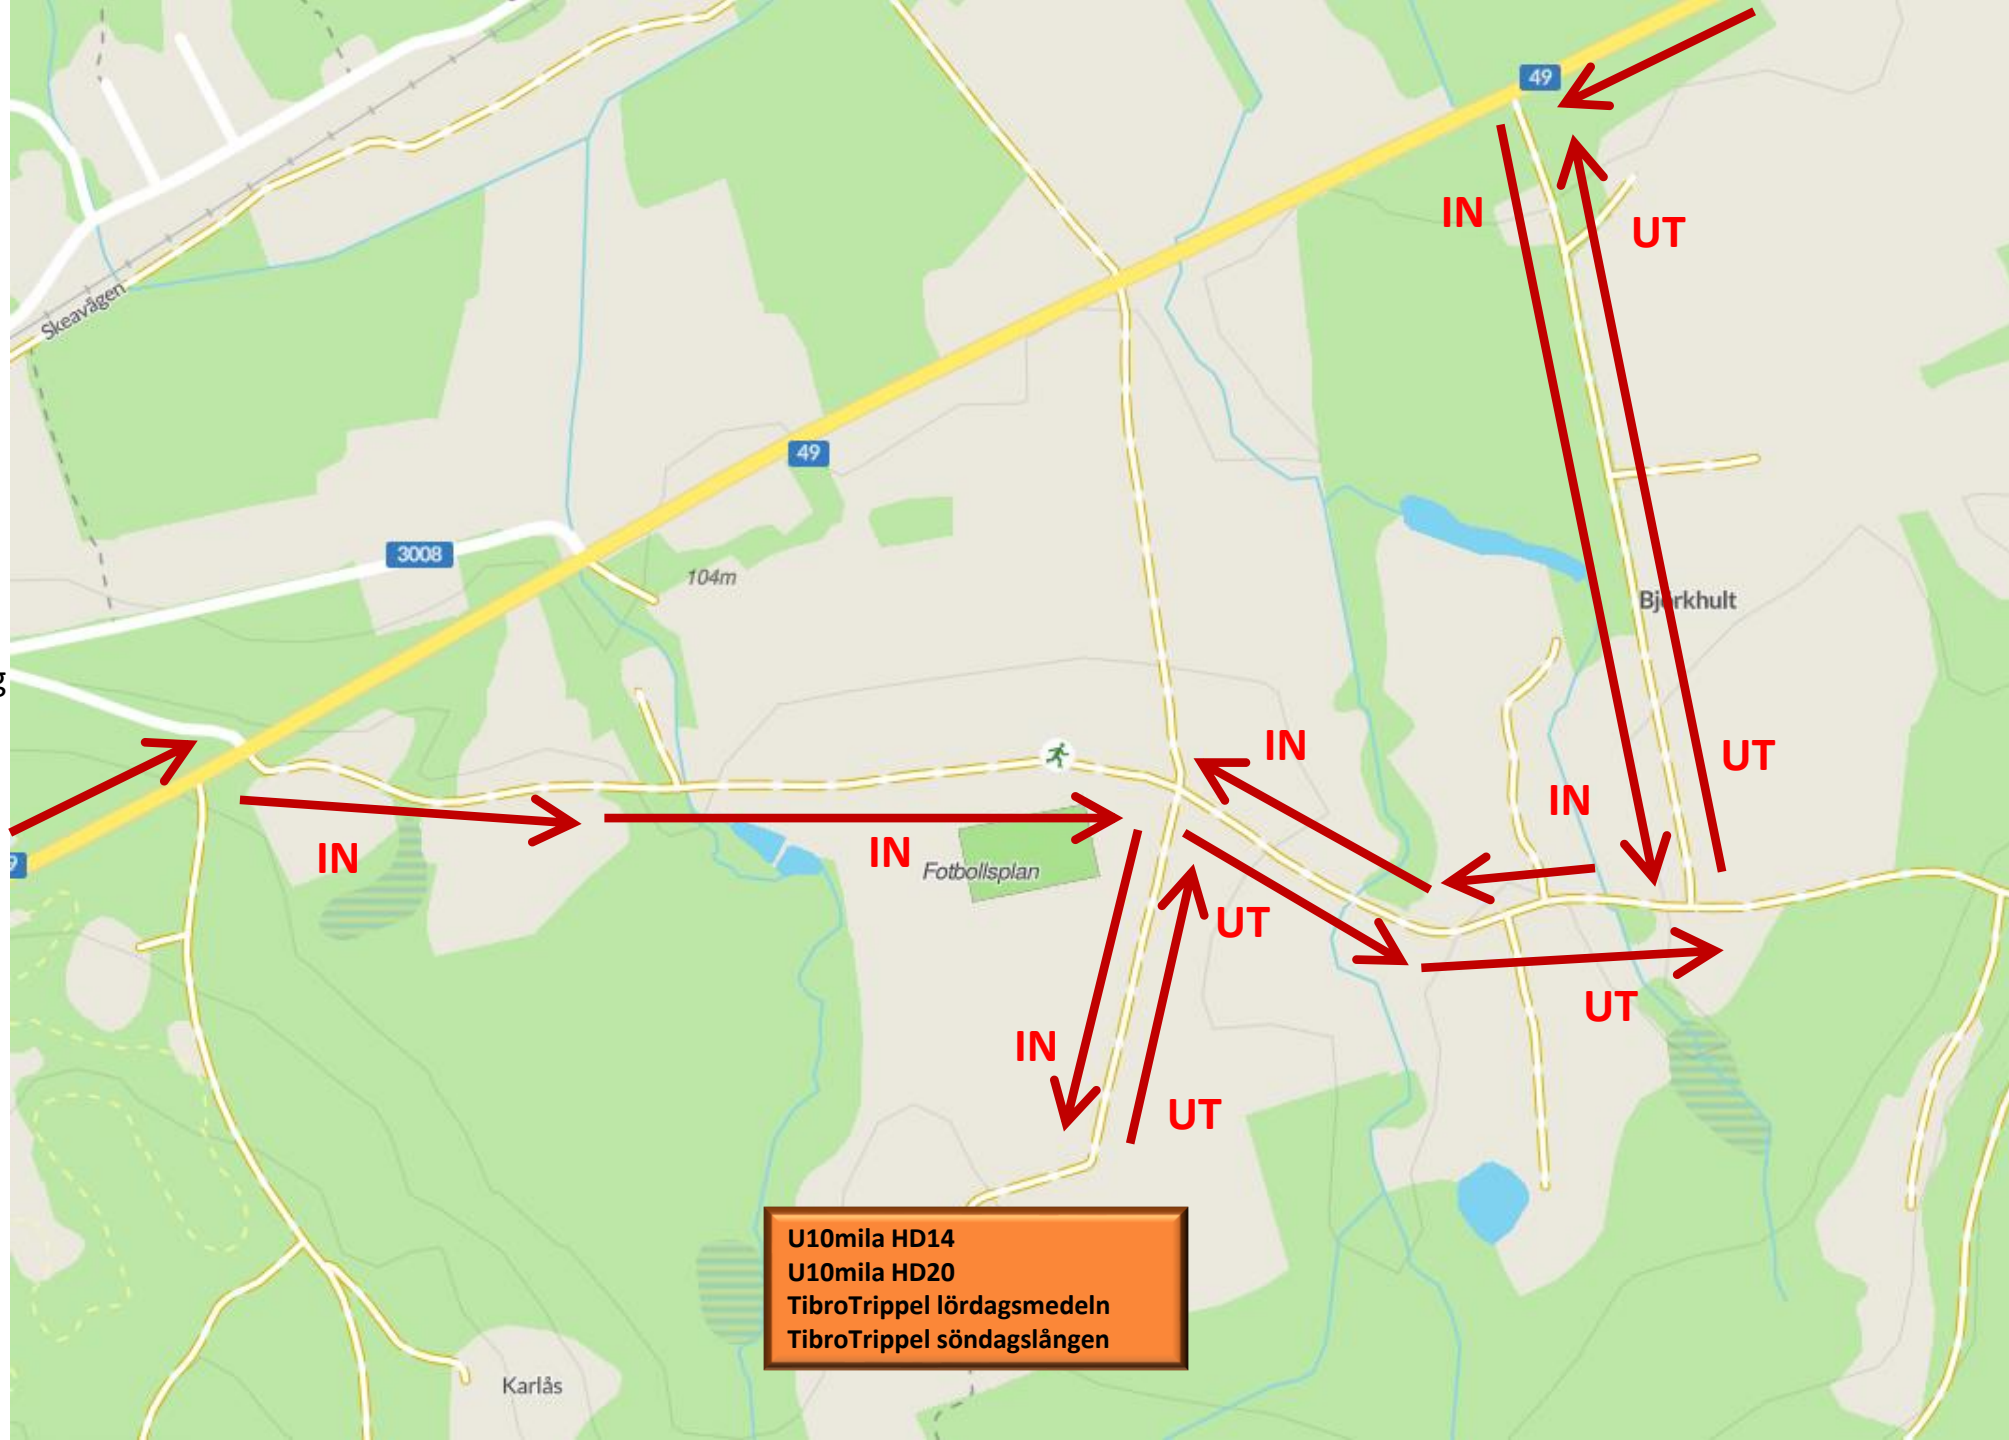 49
IN
UT
Skeavägen
49
3008
104m
Björkhult
g
IN
UT
IN
IN
IN
Fotbollsplan
UT
UT
IN
UT
U10mila HD14
U10mila HD20
TibroTrippel lördagsmedeln
TibroTrippel söndagslången
Karlås